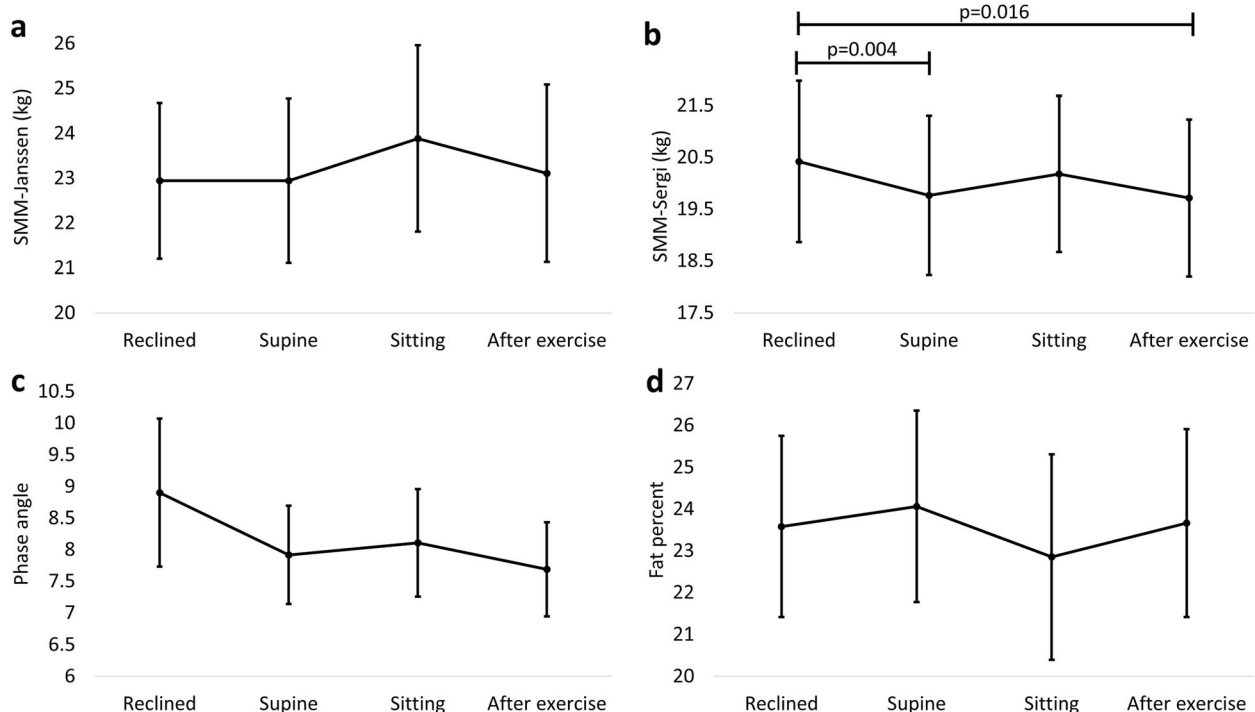 a
SMM-Janssen (kg)
26
25
24
23
22
21
20
Reclined Supine Sitting After exercise
b
p=0.016
p=0.004
SMM-Sergi (kg)
21.5
20.5
19.5
18.5
17.5
Reclined Supine Sitting After exercise
c
Phase angle
10.5
10
9.5
9
8.5
8
7.5
7
6.5
6
Reclined Supine Sitting After exercise
d
Fat percent
27
26
25
24
23
22
21
20
Reclined Supine Sitting After exercise